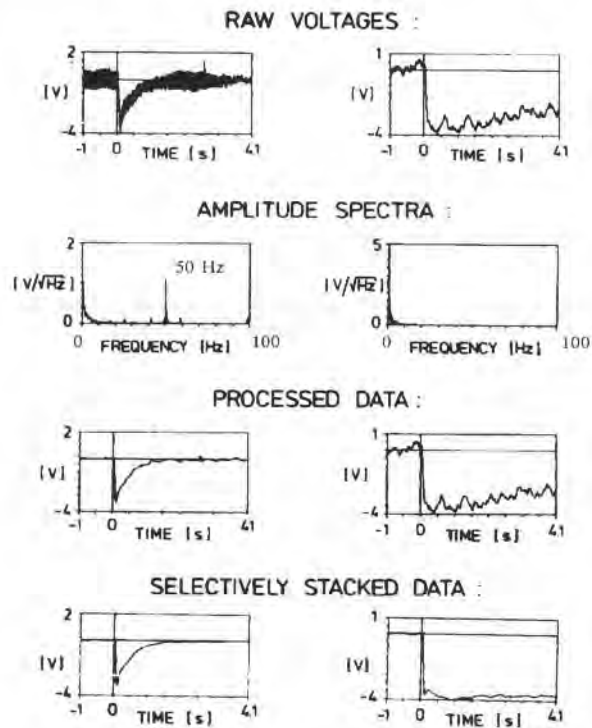 RAW VOLTAGES :
2
[V]
-4
-1 0 41
TIME [s]
1
[V]
-4
-1 0 41
TIME [s]
AMPLITUDE SPECTRA :
2
[V/√Hz]
0
50 Hz
0 100
FREQUENCY [Hz]
5
[V/√Hz]
0
0 100
FREQUENCY [Hz]
PROCESSED DATA :
2
[V]
-4
-1 0 41
TIME [s]
1
[V]
-4
-1 0 41
TIME [s]
SELECTIVELY STACKED DATA :
2
[V]
-4
-1 0 41
TIME [s]
1
[V]
-4
-1 0 41
TIME [s]